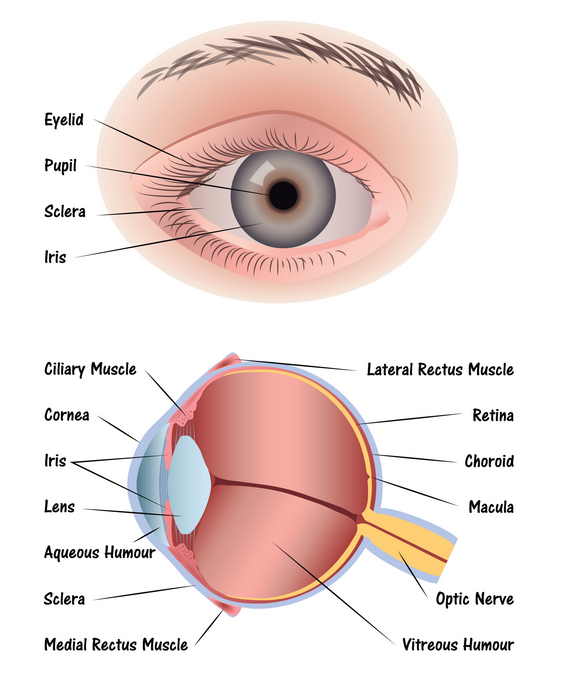 Eyelid
Pupil
Sclera
Iris
Ciliary Muscle
Cornea
Iris
Lens
Aqueous Humour
Sclera
Medial Rectus Muscle
Lateral Rectus Muscle
Retina
Choroid
Macula
Optic Nerve
Vitreous Humour